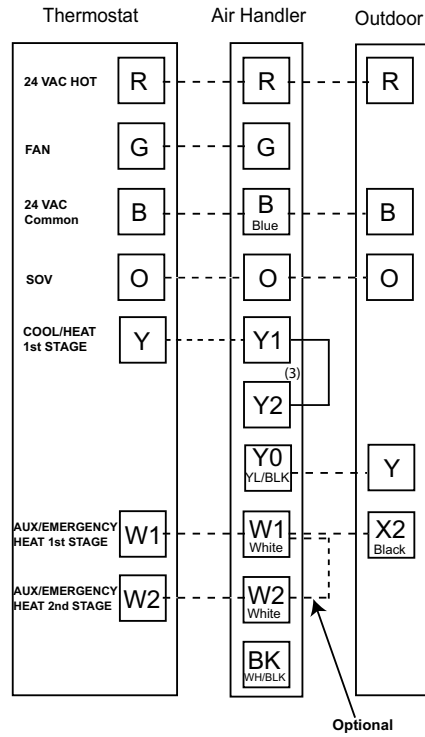 Thermostat
Air Handler
Outdoor
24 VAC HOT
R
R
R
FAN
G
G
24 VAC
Common
B
B
Blue
B
SOV
O
O
O
COOL/HEAT
1st STAGE
Y
Y1
(3)
Y2
Y0
YL/BLK
Y
AUX/EMERGENCY
HEAT 1st STAGE
W1
W1
White
X2
Black
AUX/EMERGENCY
HEAT 2nd STAGE
W2
W2
White
BK
WH/BLK
Optional